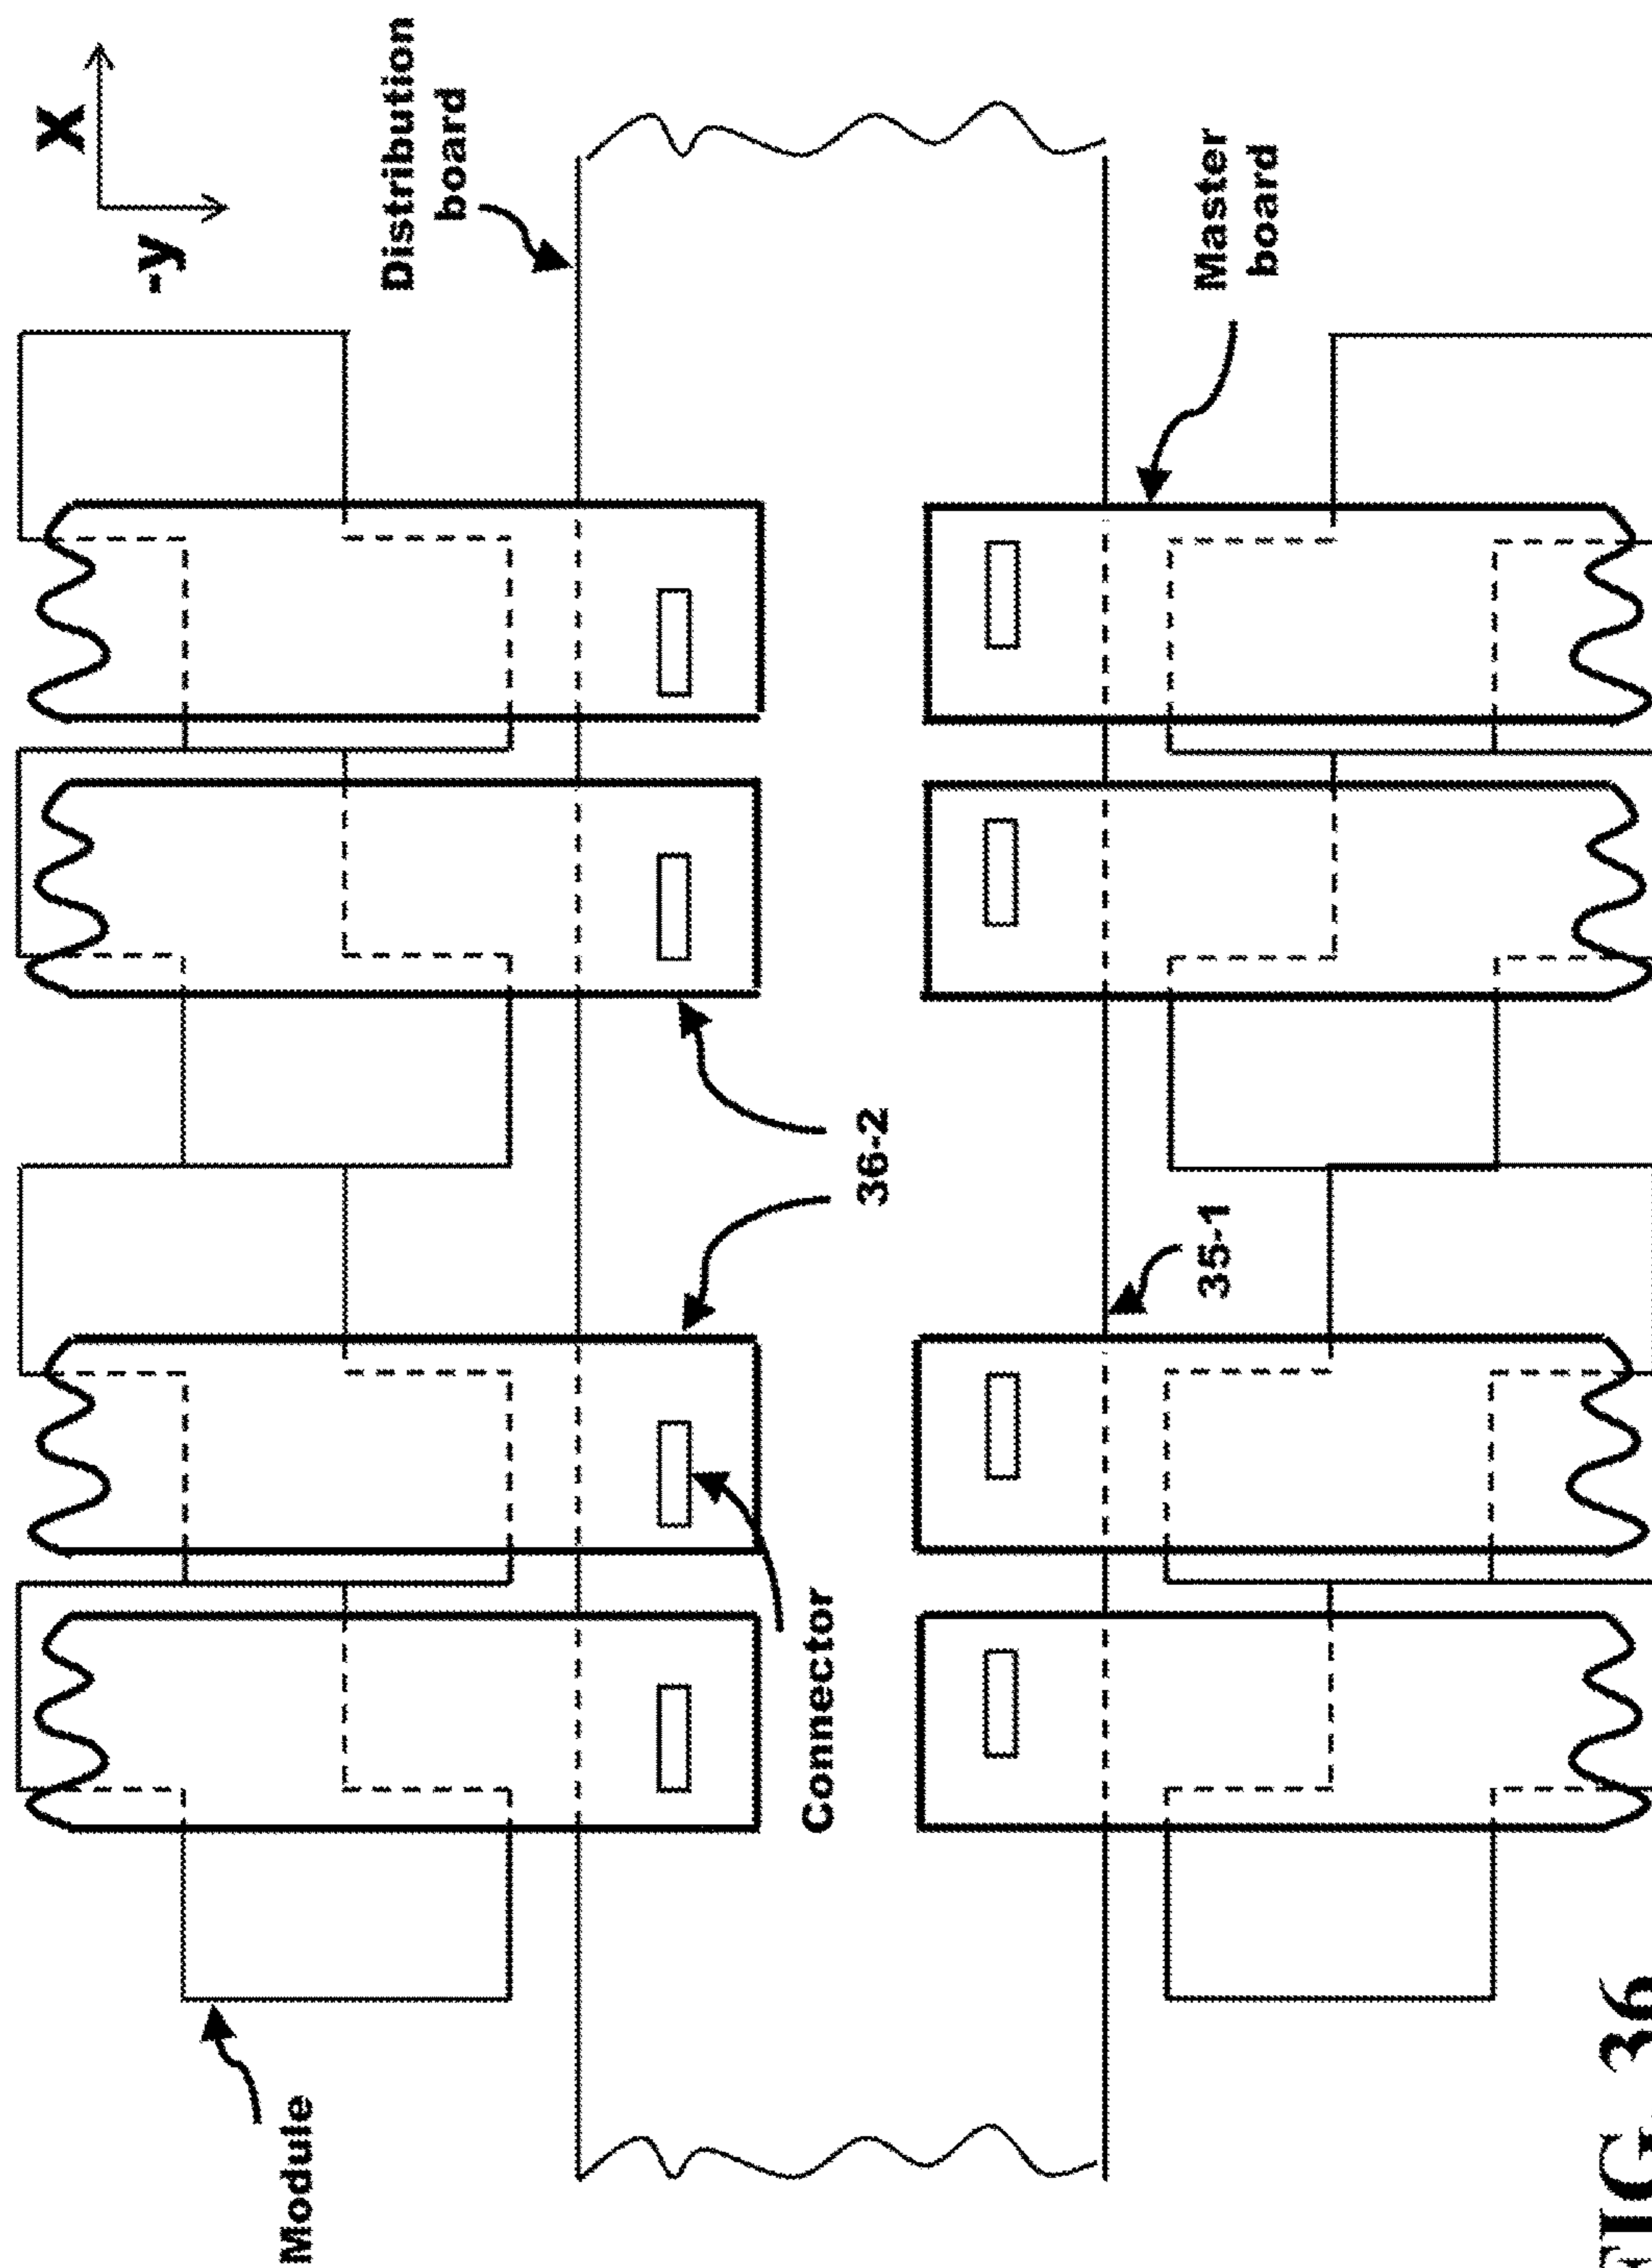 X
-y
Distribution
board
Master
board
36-2
35-1
Connector
Module
FIG. 36